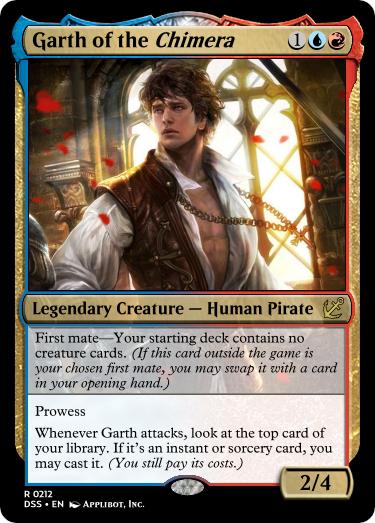 Garth of the Chimera 1
Legendary Creature — Human Pirate
First mate—Your starting deck contains no
creature cards. (If this card outside the game is
your chosen first mate, you may swap it with a
card in your opening hand.)
Prowess
Whenever Garth attacks, look at the top card of
your library. If it's an instant or sorcery card, you
may cast it. (You still pay its costs.)
2/4
R 0212
DSS • EN APPLIBOT, INC.